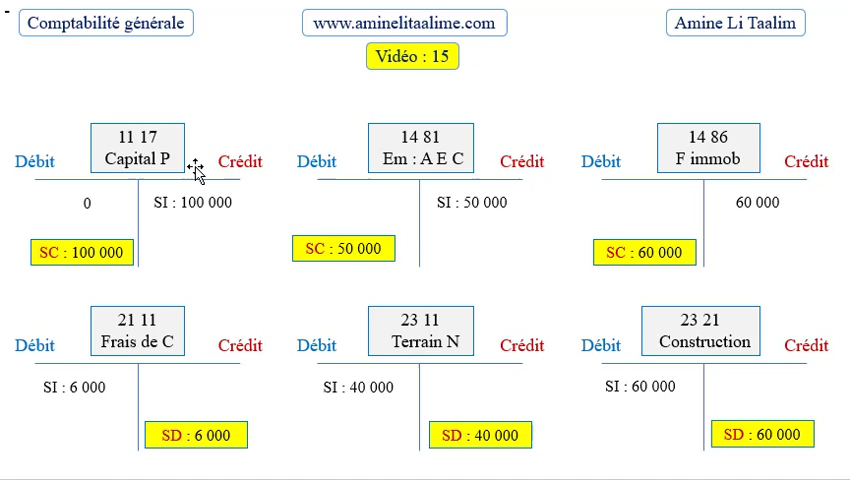 Comptabilité générale
www.aminelitaalime.com
Amine Li Taalim
Vidéo : 15
11 17
Capital P
Débit
Crédit
0
SI : 100 000
SC : 100 000
14 81
Em : A E C
Débit
Crédit
SI : 50 000
SC : 50 000
14 86
F immob
Débit
Crédit
60 000
SC : 60 000
21 11
Frais de C
Débit
Crédit
SI : 6 000
SD : 6 000
23 11
Terrain N
Débit
Crédit
SI : 40 000
SD : 40 000
23 21
Construction
Débit
Crédit
SI : 60 000
SD : 60 000